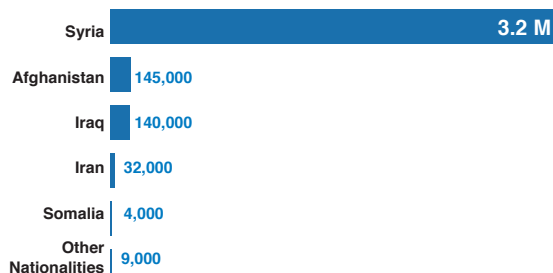 Syria 3.2 M
Afghanistan 145,000
Iraq 140,000
Iran 32,000
Somalia 4,000
Other
Nationalities 9,000